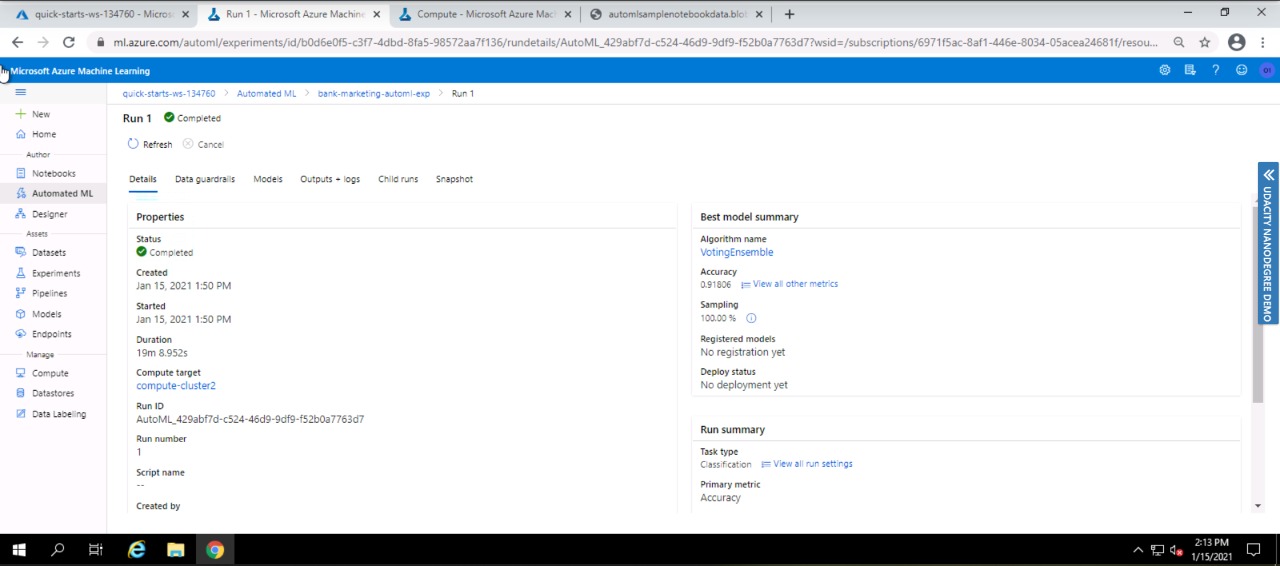 quick-starts-ws-134760 - Micros
Run 1 - Microsoft Azure Machine
Compute - Microsoft Azure Mach
automlsamplenotebookdata.blob
ml.azure.com/automl/experiments/id/b0d6e0f5-c3f7-4dbd-8fa5-98572aa7f136/rundetails/AutoML_429abf7d-c524-46d9-9df9-f52b0a7763d7?wsid=/subscriptions/6971f5ac-8af1-446e-8034-05acea24681f/resou...
Microsoft Azure Machine Learning
01
quick-starts-ws-134760 > Automated ML > bank-marketing-automl-exp > Run 1
New
Home
Author
Notebooks
Automated ML
Designer
Assets
Datasets
Experiments
Pipelines
Models
Endpoints
Manage
Compute
Datastores
Data Labeling
Run 1 Completed
Refresh Cancel
Details Data guardrails Models Outputs + logs Child runs Snapshot
Properties
Status
Completed
Created
Jan 15, 2021 1:50 PM
Started
Jan 15, 2021 1:50 PM
Duration
19m 8.952s
Compute target
compute-cluster2
Run ID
AutoML_429abf7d-c524-46d9-9df9-f52b0a7763d7
Run number
1
Script name
--
Created by
Best model summary
Algorithm name
VotingEnsemble
Accuracy
0.91806 View all other metrics
Sampling
100.00 %
Registered models
No registration yet
Deploy status
No deployment yet
Run summary
Task type
Classification View all run settings
Primary metric
Accuracy
UDACITY NANODEGREE DEMO
2:13 PM
1/15/2021